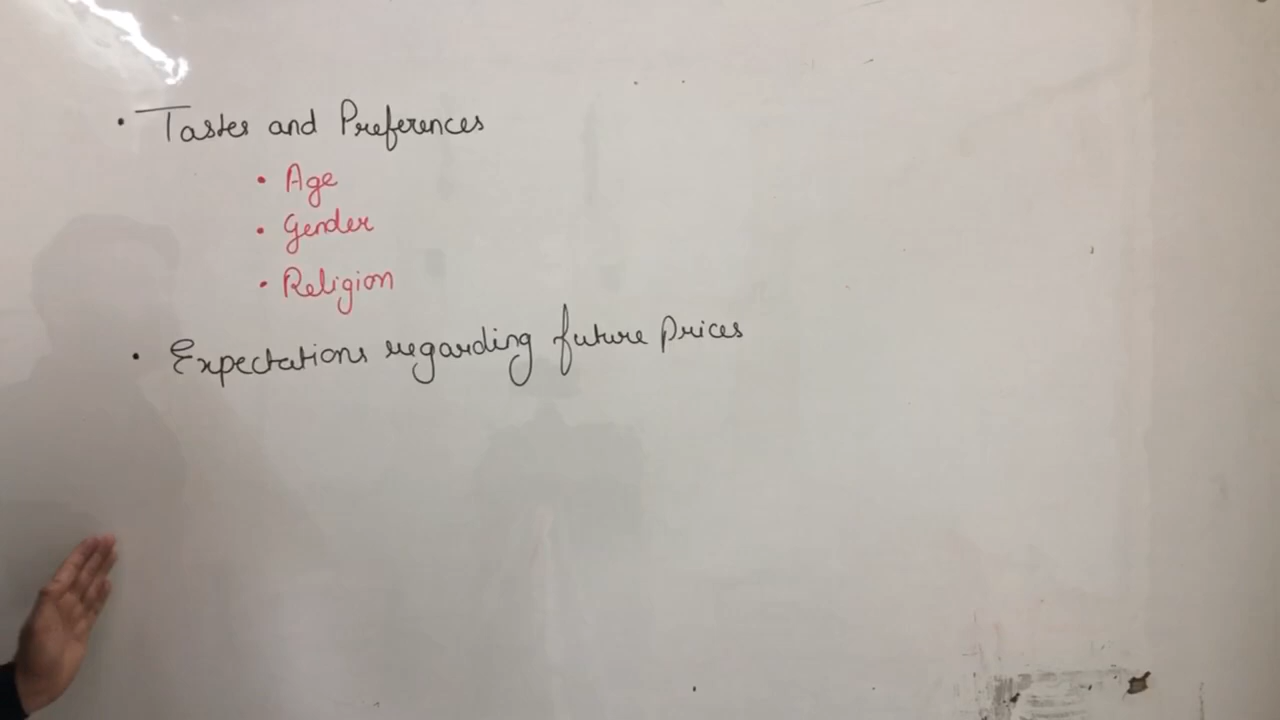 • Tastes and Preferences
• Age
• Gender
• Religion
• Expectations regarding future prices